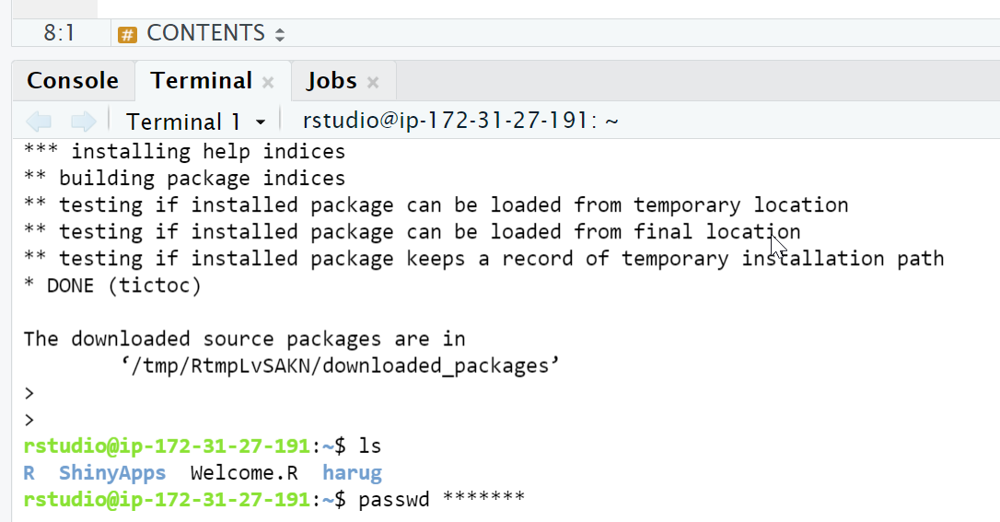 8:1 # CONTENTS
Console Terminal × Jobs ×
Terminal 1 rstudio@ip-172-31-27-191: ~
*** installing help indices
** building package indices
** testing if installed package can be loaded from temporary location
** testing if installed package can be loaded from final location
** testing if installed package keeps a record of temporary installation path
* DONE (tictoc)
The downloaded source packages are in
‘/tmp/RtmpLvSAKN/downloaded_packages’
>
>
rstudio@ip-172-31-27-191:~$ ls
R ShinyApps Welcome.R harug
rstudio@ip-172-31-27-191:~$ passwd *******